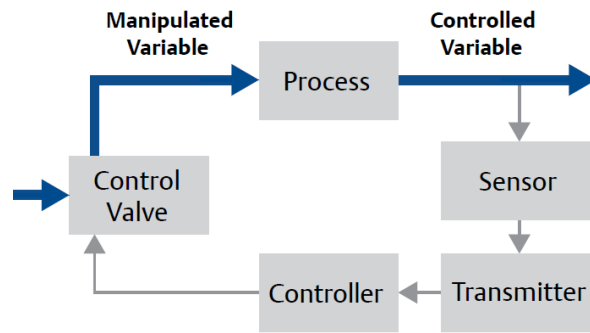 Manipulated
Variable
Controlled
Variable
Process
Control
Valve
Sensor
Controller
Transmitter